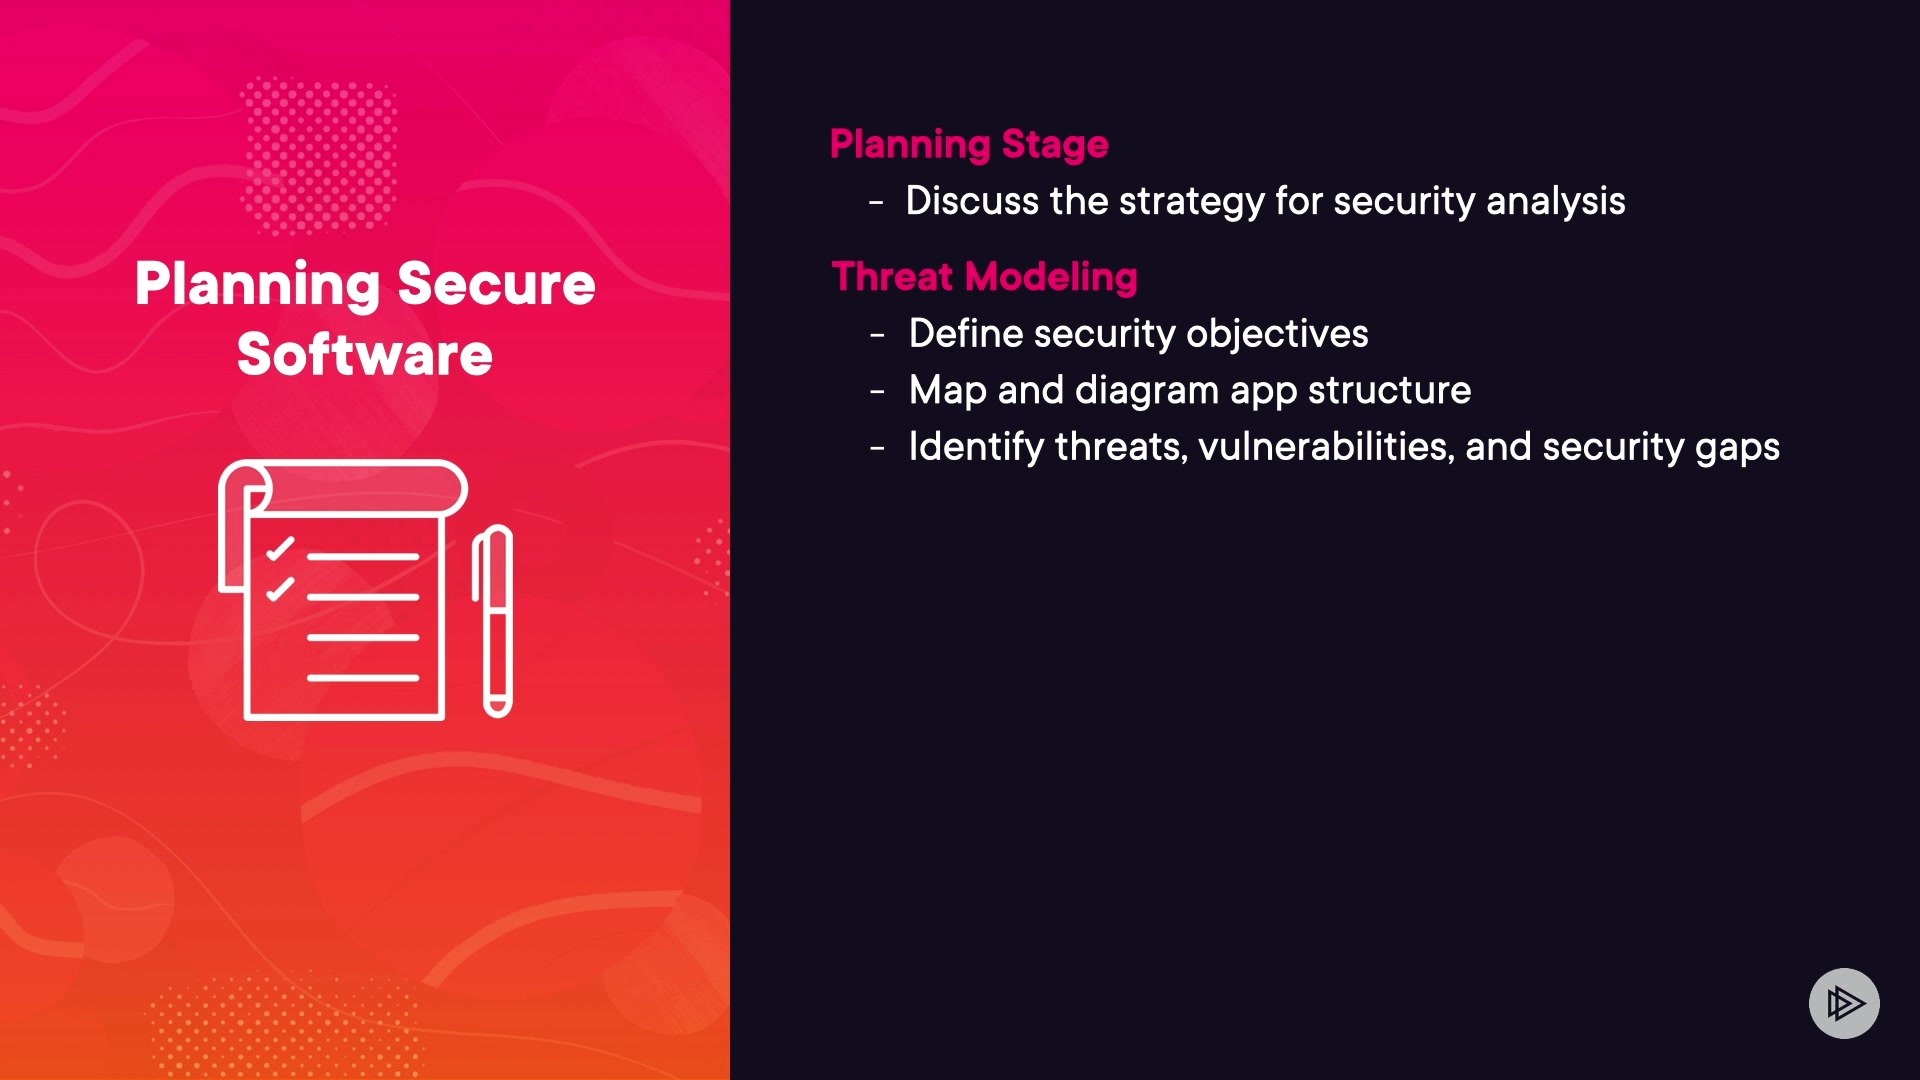 Planning Secure
Software
Planning Stage
- Discuss the strategy for security analysis
Threat Modeling
- Define security objectives
- Map and diagram app structure
- Identify threats, vulnerabilities, and security gaps